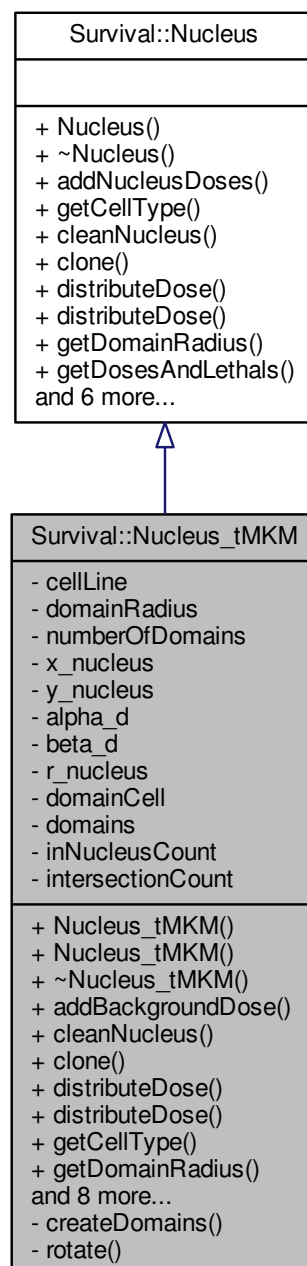 Survival::Nucleus
+ Nucleus()
+ ~Nucleus()
+ addNucleusDoses()
+ getCellType()
+ cleanNucleus()
+ clone()
+ distributeDose()
+ distributeDose()
+ getDomainRadius()
+ getDosesAndLethals()
and 6 more...
Survival::Nucleus_tMKM
- cellLine
- domainRadius
- numberOfDomains
- x_nucleus
- y_nucleus
- alpha_d
- beta_d
- r_nucleus
- domainCell
- domains
- inNucleusCount
- intersectionCount
+ Nucleus_tMKM()
+ Nucleus_tMKM()
+ ~Nucleus_tMKM()
+ addBackgroundDose()
+ cleanNucleus()
+ clone()
+ distributeDose()
+ distributeDose()
+ getCellType()
+ getDomainRadius()
and 8 more...
- createDomains()
- rotate()